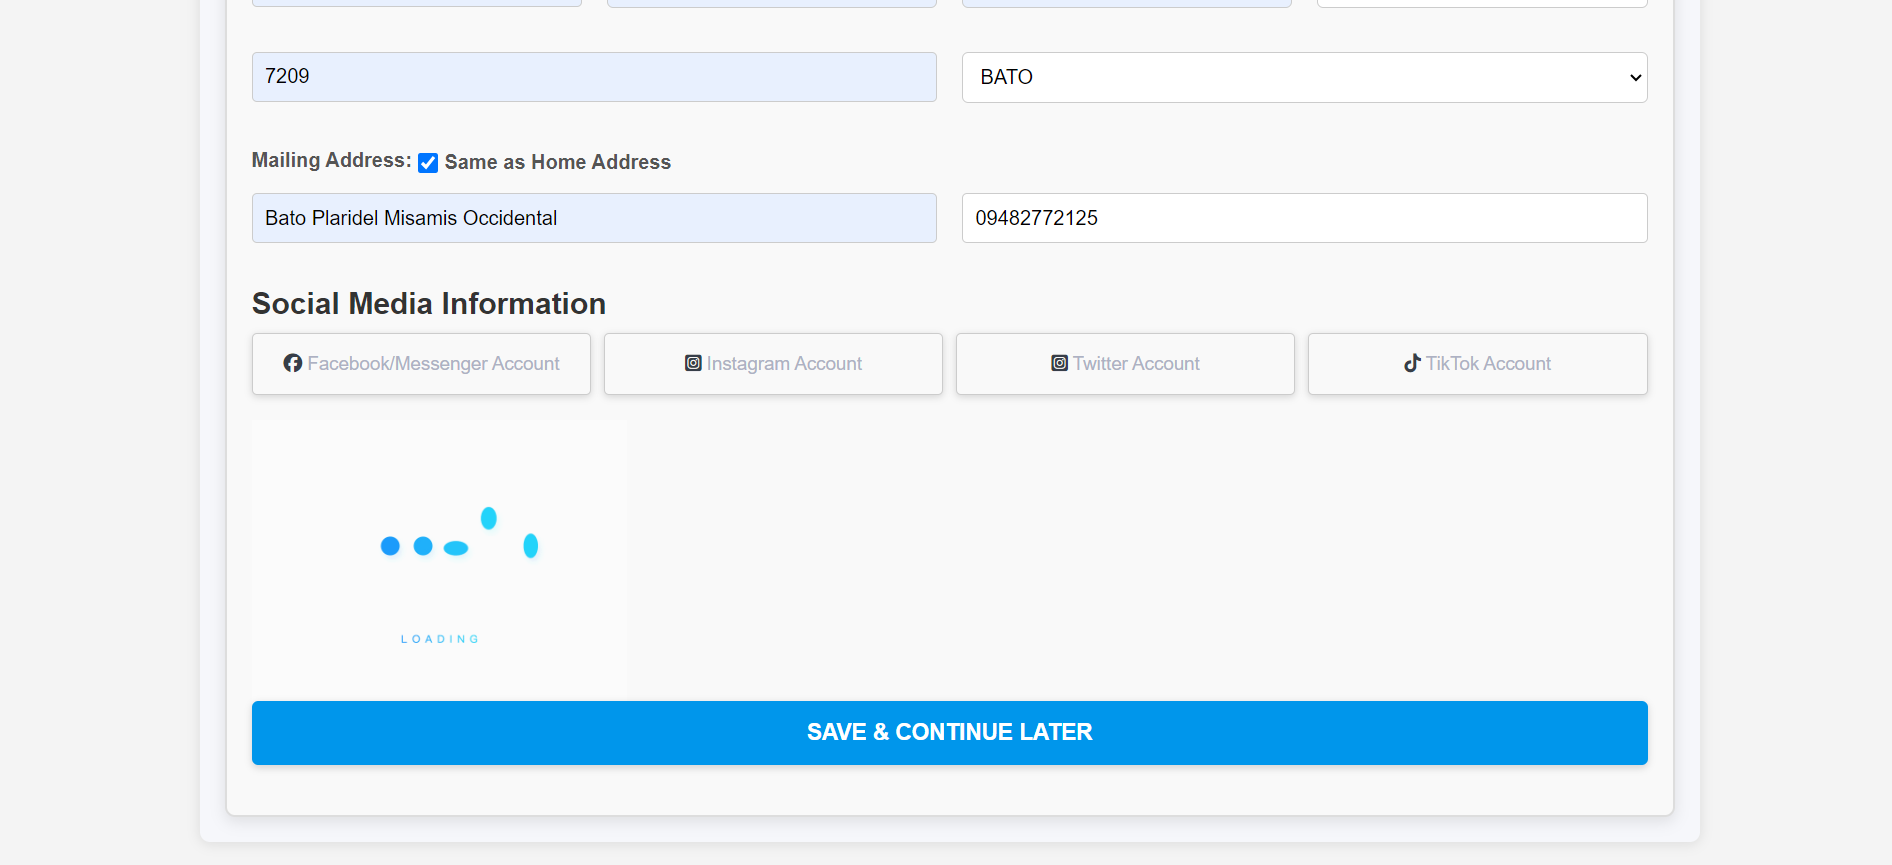 7209
BATO
Mailing Address: Same as Home Address
Bato Plaridel Misamis Occidental
09482772125
Social Media Information
Facebook/Messenger Account
Instagram Account
Twitter Account
TikTok Account
LOADING
SAVE & CONTINUE LATER